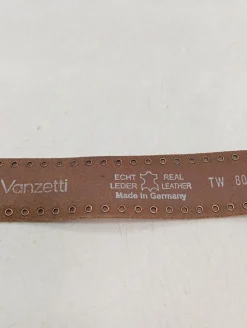 Vanzetti
ECHT REAL
LEDER LEATHER
Made in Germany
TW 80